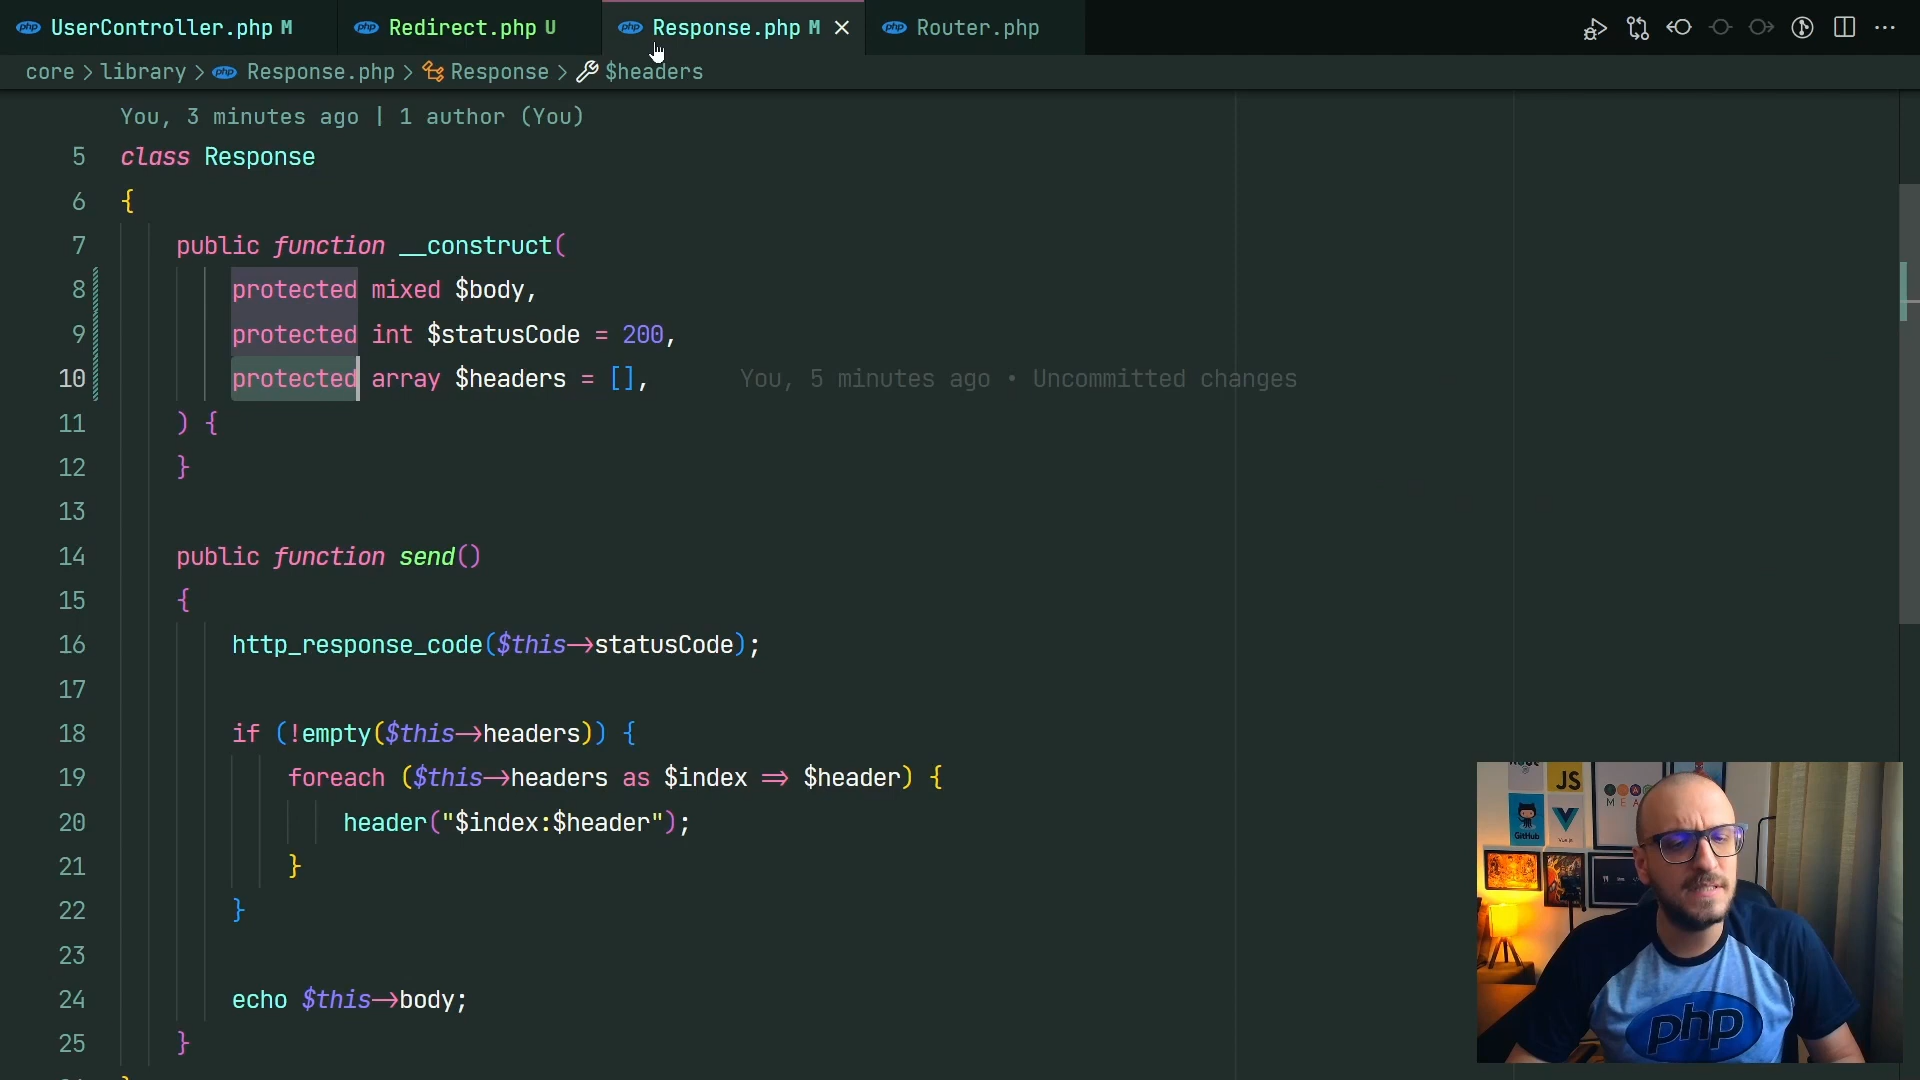 UserController.php M
Redirect.php U
Response.php M
Router.php
core > library > Response.php > Response > $headers
You, 3 minutes ago | 1 author (You)
5 class Response
6 {
7 public function __construct(
8 protected mixed $body,
9 protected int $statusCode = 200,
10 protected array $headers = [], You, 5 minutes ago • Uncommitted changes
11 ) {
12 }
13
14 public function send()
15 {
16 http_response_code($this->statusCode);
17
18 if (!empty($this->headers)) {
19 foreach ($this->headers as $index => $header) {
20 header("$index:$header");
21 }
22 }
23
24 echo $this->body;
25 }
JS
GitHub
php